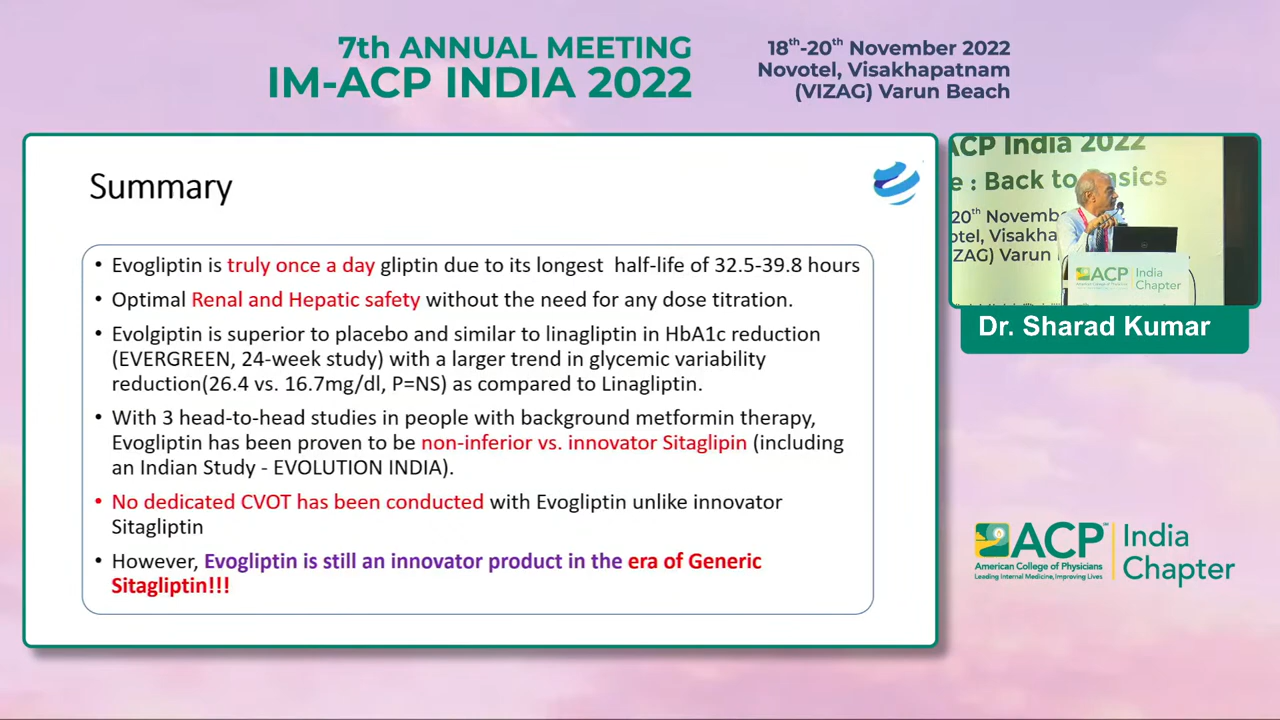 7th ANNUAL MEETING
IM-ACP INDIA 2022
18th-20th November 2022
Novotel, Visakhapatnam
(VIZAG) Varun Beach
Summary
• Evogliptin is truly once a day gliptin due to its longest half-life of 32.5-39.8 hours
• Optimal Renal and Hepatic safety without the need for any dose titration.
• Evolgiptin is superior to placebo and similar to linagliptin in HbA1c reduction
(EVERGREEN, 24-week study) with a larger trend in glycemic variability
reduction(26.4 vs. 16.7mg/dl, P=NS) as compared to Linagliptin.
• With 3 head-to-head studies in people with background metformin therapy,
Evogliptin has been proven to be non-inferior vs. innovator Sitaglipin (including
an Indian Study - EVOLUTION INDIA).
• No dedicated CVOT has been conducted with Evogliptin unlike innovator
Sitagliptin
• However, Evogliptin is still an innovator product in the era of Generic
Sitagliptin!!!
ACP India 2022
e : Back to Basics
20th Novemb
otel, Visakha
IZAG) Varun
ACP India
Chapter
Dr. Sharad Kumar
ACP™ India
Chapter
American College of Physicians
Leading Internal Medicine, Improving Lives